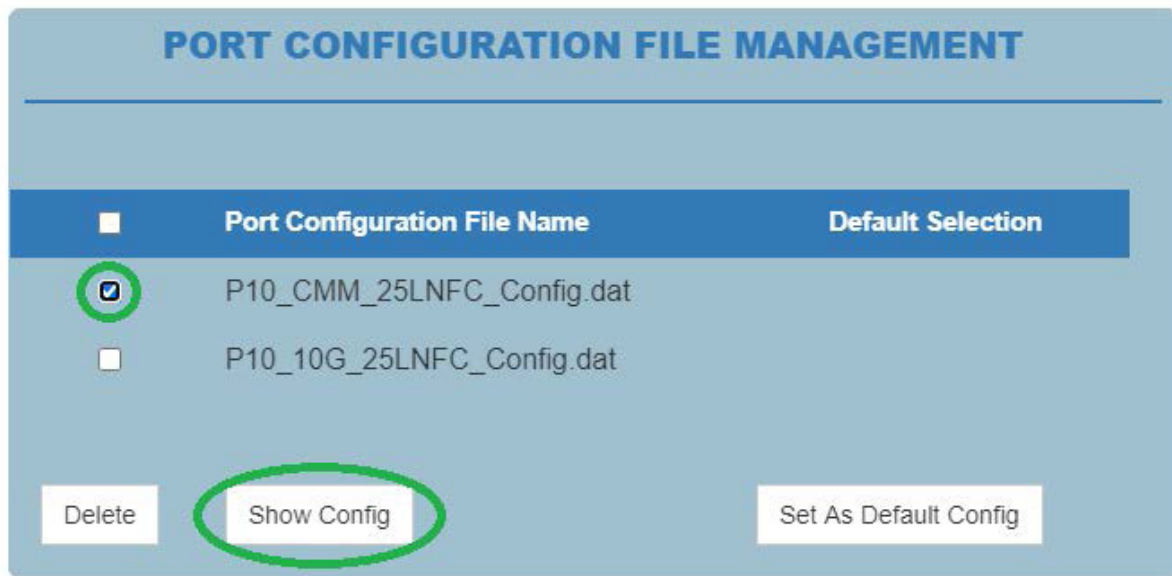 PORT CONFIGURATION FILE MANAGEMENT
Port Configuration File Name Default Selection
P10_CMM_25LNFC_Config.dat
P10_10G_25LNFC_Config.dat
Delete Show Config Set As Default Config